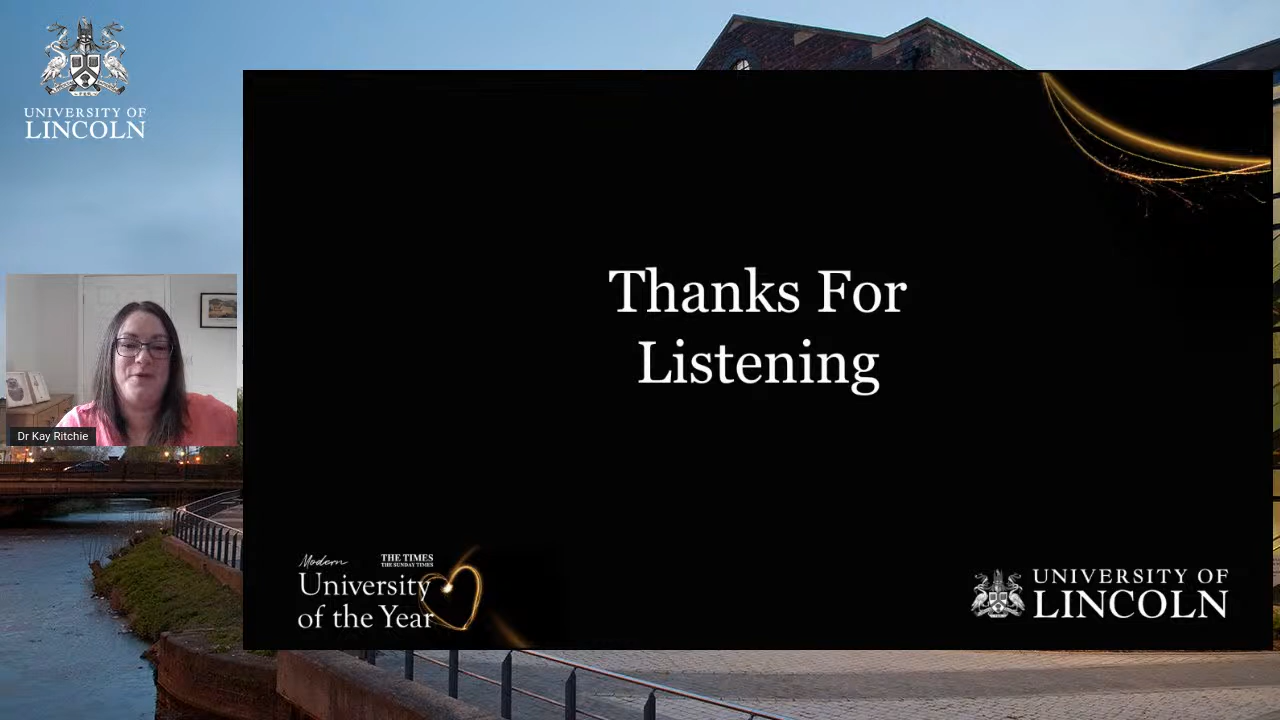 UNIVERSITY OF
LINCOLN
Thanks For
Listening
Dr Kay Ritchie
Modern
THE TIMES
THE SUNDAY TIMES
University
of the Year
UNIVERSITY OF
LINCOLN